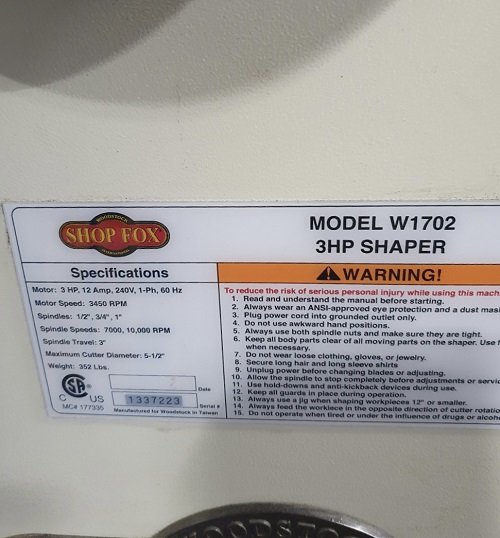 WOODSTOCK
SHOP FOX
INTERNATIONAL
MODEL W1702
3HP SHAPER
Specifications
Motor: 3 HP, 12 Amp, 240V, 1-Ph, 60 Hz
Motor Speed: 3450 RPM
Spindles: 1/2", 3/4", 1"
Spindle Speeds: 7000, 10,000 RPM
Spindle Travel: 3"
Maximum Cutter Diameter: 5-1/2"
Weight: 352 Lbs.
SA
C US
MC# 177335
Date
1337223
Serial #
Manufactured for Woodstock in Taiwan
WARNING!
To reduce the risk of serious personal injury while using this mach
1. Read and understand the manual before starting.
2. Always wear an ANSI-approved eye protection and a dust mas
3. Plug power cord into grounded outlet only.
4. Do not use awkward hand positions.
5. Always use both spindle nuts and make sure they are tight.
6. Keep all body parts clear of all moving parts on the shaper. Use
when necessary.
7. Do not wear loose clothing, gloves, or jewelry.
8. Secure long hair and long sleeve shirts
9. Unplug power before changing blades or adjusting.
10. Allow the spindle to stop completely before adjustments or servic
11. Use hold-downs and anti-kickback devices during use.
12. Keep all guards in place during operation.
13. Always use a jig when shaping workpieces 12" or smaller.
14. Always feed the workiece in the opposite direction of cutter rotatio
15. Do not operate when tired or under the influence of drugs or alcoho
WOODSTO